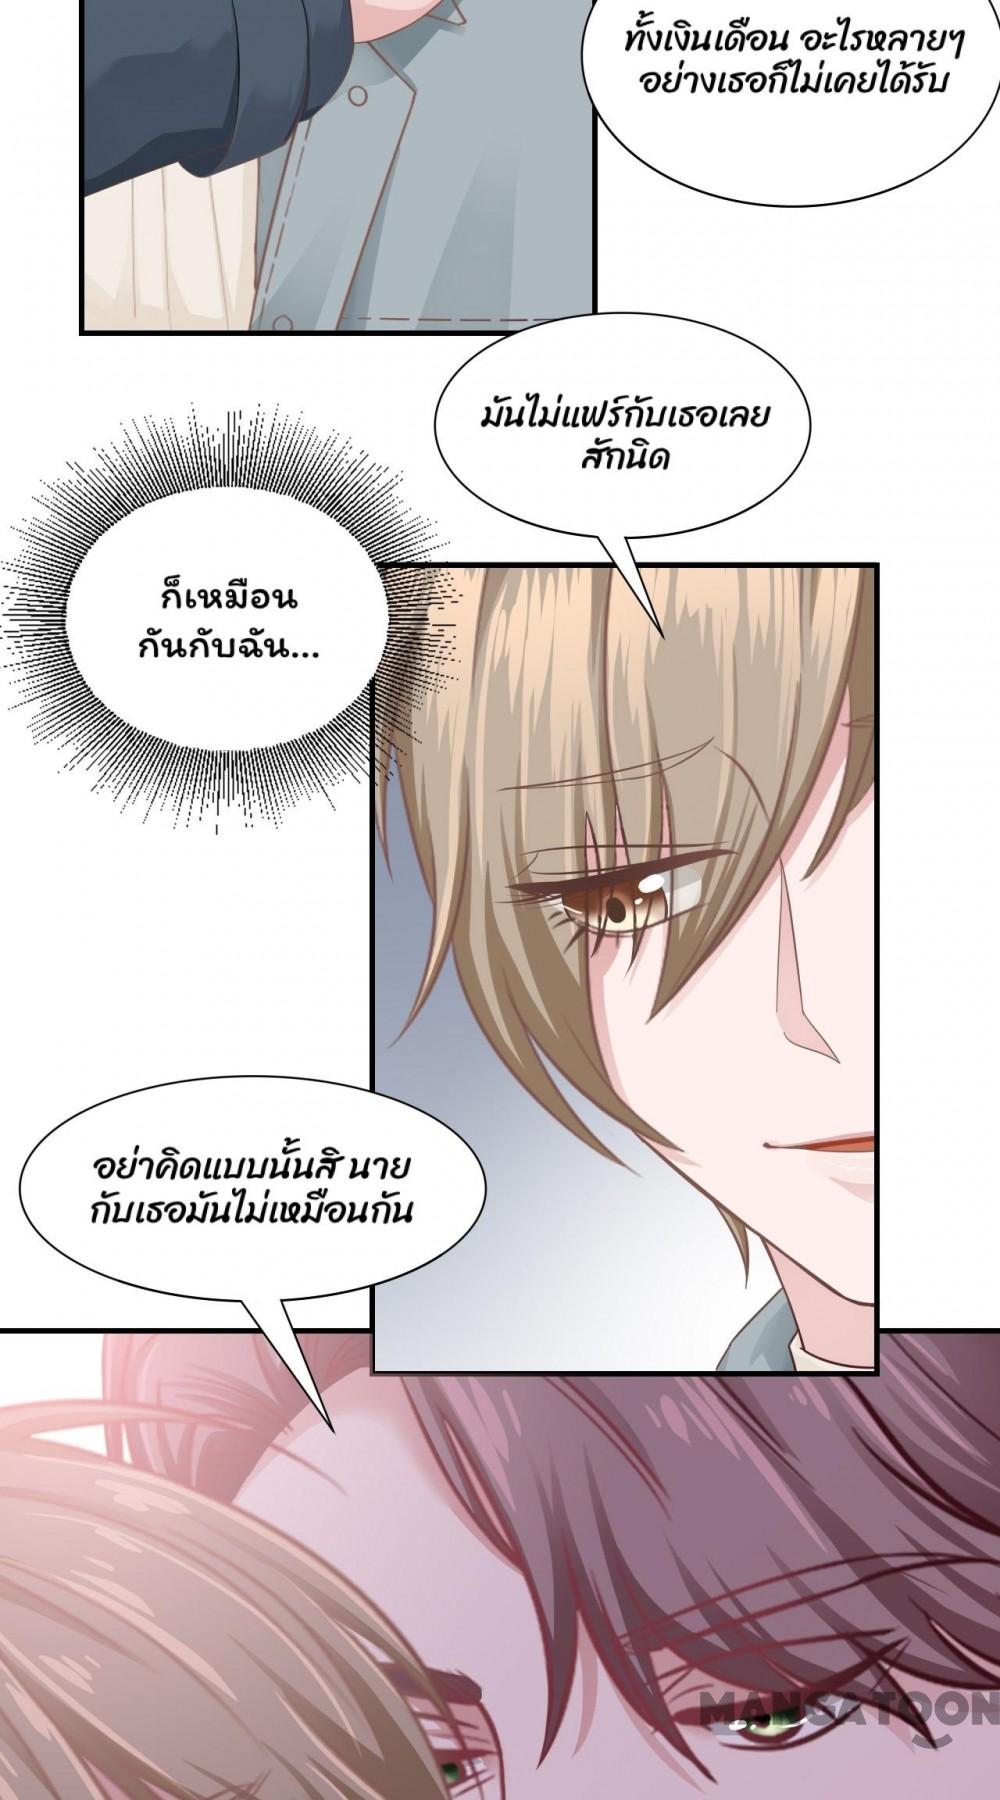 ทั้งเงินเดือน อะไรหลายๆ
อย่างเธอก็ไม่เคยได้รับ
มันไม่แฟร์กับเธอเลย
สักนิด
ก็เหมือน
กันกับฉัน...
อย่าคิดแบบนั้นสิ นาย
กับเธอมันไม่เหมือนกัน
MANGATOON